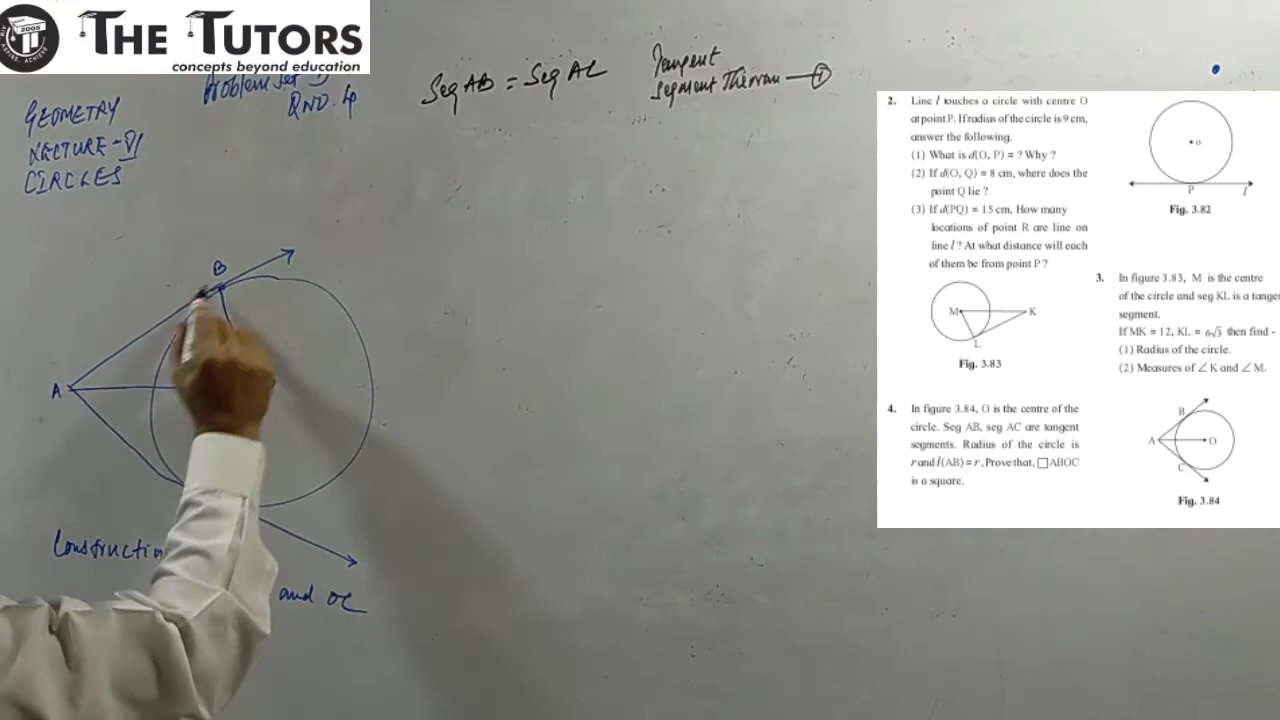 2005
THE TUTORS
concepts beyond education
Problem Set
Q NO. 4
GEOMETRY
LECTURE - VI
CIRCLES
Seg AB = Seg AC
Tangent
Segment Theoram — ①
B
A
Construction
and OC
2. Line l touches a circle with centre O
at point P. If radius of the circle is 9 cm,
answer the following.
(1) What is d(O, P) = ? Why ?
(2) If d(O, Q) = 8 cm, where does the
point Q lie ?
(3) If d(PQ) = 15 cm, How many
locations of point R are line on
line l ? At what distance will each
of them be from point P ?
O
P
l
Fig. 3.82
M
K
L
Fig. 3.83
3. In figure 3.83, M is the centre
of the circle and seg KL is a tange
segment.
If MK = 12, KL = 6√3 then find -
(1) Radius of the circle.
(2) Measures of ∠K and ∠M.
4. In figure 3.84, O is the centre of the
circle. Seg AB, seg AC are tangent
segments. Radius of the circle is
r and l(AB) = r, Prove that, □ABOC
is a square.
B
A
O
C
Fig. 3.84